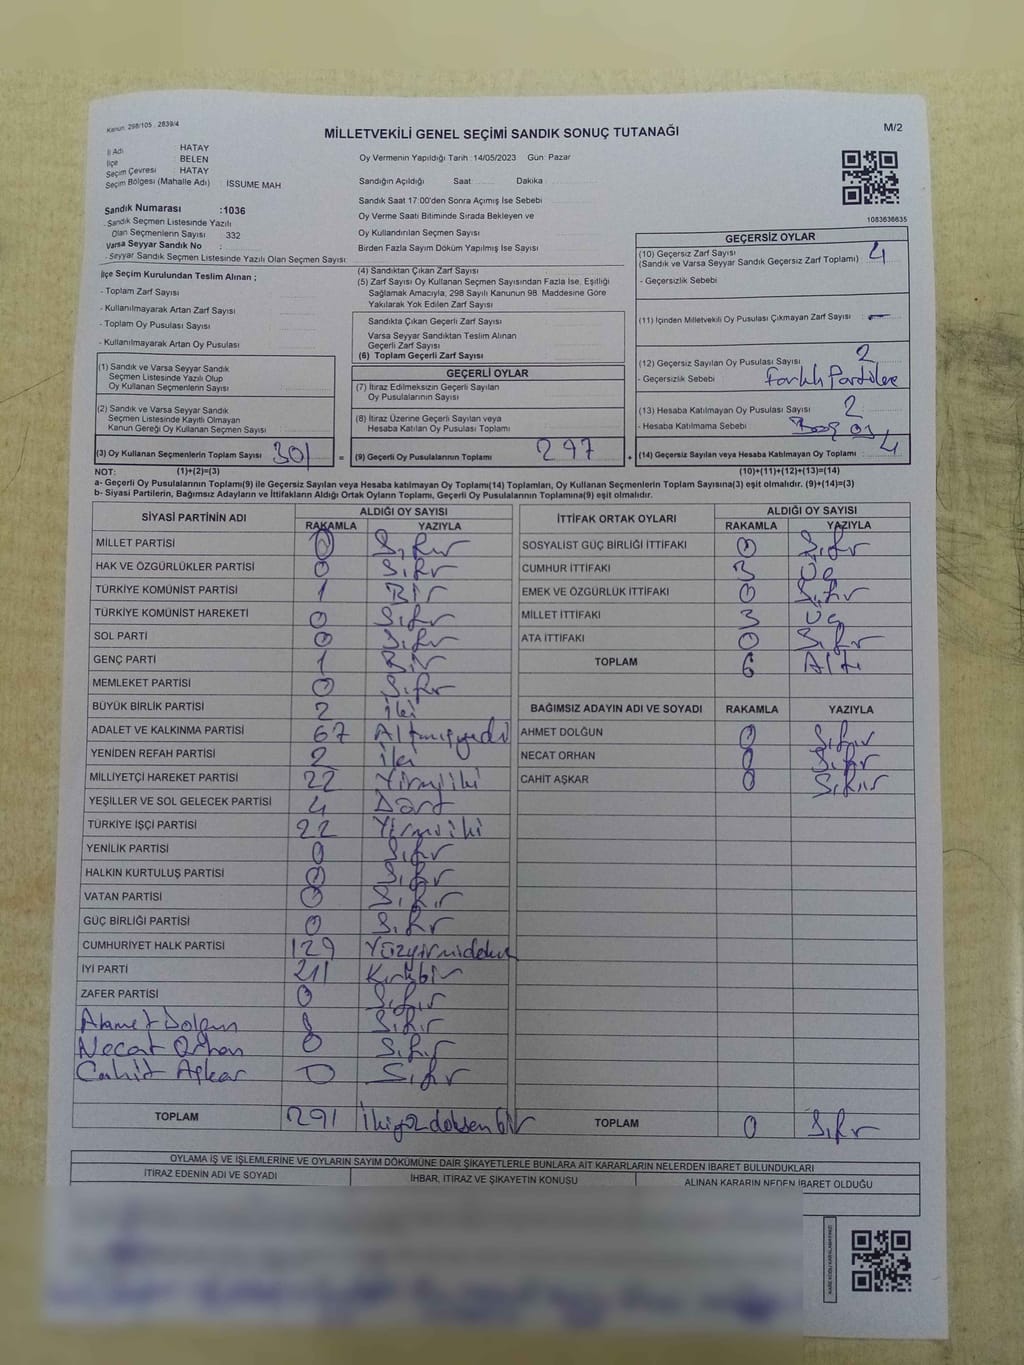 Kanun: 298/105 , 2839/4
MİLLETVEKİLİ GENEL SEÇİMİ SANDIK SONUÇ TUTANAĞI
M/2
İl Adı HATAY
İlçe BELEN
Seçim Çevresi HATAY
Seçim Bölgesi (Mahalle Adı) ISSUME MAH
Oy Vermenin Yapıldığı Tarih :14/05/2023 Gün: Pazar
Sandığın Açıldığı Saat Dakika
Sandık Saat 17:00'den Sonra Açımış İse Sebebi
Oy Verme Saati Bitiminde Sırada Bekleyen ve
Oy Kullandırılan Seçmen Sayısı
Birden Fazla Sayım Döküm Yapılmış İse Sayısı
1083636635
Sandık Numarası :1036
- Sandık Seçmen Listesinde Yazılı
Olan Seçmenlerin Sayısı : 332
Varsa Seyyar Sandık No :
- Seyyar Sandık Seçmen Listesinde Yazılı Olan Seçmen Sayısı:
İlçe Seçim Kurulundan Teslim Alınan ;
- Toplam Zarf Sayısı
- Kullanılmayarak Artan Zarf Sayısı
- Toplam Oy Pusulası Sayısı
- Kullanılmayarak Artan Oy Pusulası
(4) Sandıktan Çıkan Zarf Sayısı
(5) Zarf Sayısı Oy Kullanan Seçmen Sayısından Fazla İse, Eşitliği
Sağlamak Amacıyla, 298 Sayılı Kanunun 98. Maddesine Göre
Yakılarak Yok Edilen Zarf Sayısı
Sandıkta Çıkan Geçerli Zarf Sayısı
Varsa Seyyar Sandıktan Teslim Alınan
Geçerli Zarf Sayısı
(6) Toplam Geçerli Zarf Sayısı
GEÇERSİZ OYLAR
(10) Geçersiz Zarf Sayısı
(Sandık ve Varsa Seyyar Sandık Geçersiz Zarf Toplamı) : 4
- Geçersizlik Sebebi
(11) İçinden Milletvekili Oy Pusulası Çıkmayan Zarf Sayısı : –
(12) Geçersiz Sayılan Oy Pusulası Sayısı : 2
- Geçersizlik Sebebi : Farklı Partilere
(13) Hesaba Katılmayan Oy Pusulası Sayısı : 2
- Hesaba Katılmama Sebebi : Boş oy
(14) Geçersiz Sayılan veya Hesaba Katılmayan Oy Toplamı : 4
(1) Sandık ve Varsa Seyyar Sandık
Seçmen Listesinde Yazılı Olup
Oy Kullanan Seçmenlerin Sayısı
(2) Sandık ve Varsa Seyyar Sandık
Seçmen Listesinde Kayıtlı Olmayan
Kanun Gereği Oy Kullanan Seçmen Sayısı
(3) Oy Kullanan Seçmenlerin Toplam Sayısı 301 =
GEÇERLİ OYLAR
(7) İtiraz Edilmeksizin Geçerli Sayılan
Oy Pusulalarının Sayısı
(8) İtiraz Üzerine Geçerli Sayılan veya
Hesaba Katılan Oy Pusulası Toplamı
(9) Geçerli Oy Pusulalarının Toplamı 297 +
NOT: (1)+(2)=(3) (10)+(11)+(12)+(13)=(14)
a- Geçerli Oy Pusulaları Toplamı(9) ile Geçersiz Sayılan veya Hesaba katılmayan Oy Toplamı(14) Toplamları, Oy Kullanan Seçmenlerin Toplam Sayısına(3) eşit olmalıdır. (9)+(14)=(3)
b- Siyasi Partilerin, Bağımsız Adayların ve İttifakların Aldığı Ortak Oyların Toplamı, Geçerli Oy Pusulalarının Toplamına(9) eşit olmalıdır.
SİYASİ PARTİNİN ADI
ALDIĞI OY SAYISI
RAKAMLA YAZIYLA
MİLLET PARTİSİ 0 Sıfır
HAK VE ÖZGÜRLÜKLER PARTİSİ 0 Sıfır
TÜRKİYE KOMÜNİST PARTİSİ 1 Bir
TÜRKİYE KOMÜNİST HAREKETİ 0 Sıfır
SOL PARTİ 0 Sıfır
GENÇ PARTİ 1 Bir
MEMLEKET PARTİSİ 0 Sıfır
BÜYÜK BİRLİK PARTİSİ 2 İki
ADALET VE KALKINMA PARTİSİ 67 Altmışyedi
YENİDEN REFAH PARTİSİ 2 İki
MİLLİYETÇİ HAREKET PARTİSİ 22 Yirmiiki
YEŞİLLER VE SOL GELECEK PARTİSİ 4 Dört
TÜRKİYE İŞÇİ PARTİSİ 22 Yirmiiki
YENİLİK PARTİSİ 0 Sıfır
HALKIN KURTULUŞ PARTİSİ 0 Sıfır
VATAN PARTİSİ 0 Sıfır
GÜÇ BİRLİĞİ PARTİSİ 0 Sıfır
CUMHURİYET HALK PARTİSİ 129 Yüzyirmidokuz
İYİ PARTİ 41 Kırkbir
ZAFER PARTİSİ 0 Sıfır
Ahmet Dolgun 0 Sıfır
Necat Orhan 0 Sıfır
Cahit Aşkar 0 Sıfır
TOPLAM 291 İkiyüzdoksanbir
İTTİFAK ORTAK OYLARI
ALDIĞI OY SAYISI
RAKAMLA YAZIYLA
SOSYALİST GÜÇ BİRLİĞİ İTTİFAKI 0 Sıfır
CUMHUR İTTİFAKI 3 Üç
EMEK VE ÖZGÜRLÜK İTTİFAKI 0 Sıfır
MİLLET İTTİFAKI 3 Üç
ATA İTTİFAKI 0 Sıfır
TOPLAM 6 Altı
BAĞIMSIZ ADAYIN ADI VE SOYADI RAKAMLA YAZIYLA
AHMET DOLĞUN 0 Sıfır
NECAT ORHAN 0 Sıfır
CAHİT AŞKAR 0 Sıfır
TOPLAM 0 Sıfır
OYLAMA İŞ VE İŞLEMLERİNE VE OYLARIN SAYIM DÖKÜMÜNE DAİR ŞİKAYETLERLE BUNLARA AİT KARARLARIN NELERDEN İBARET BULUNDUKLARI
İTİRAZ EDENİN ADI VE SOYADI
İHBAR, İTİRAZ VE ŞİKAYETİN KONUSU
ALINAN KARARIN NEDEN İBARET OLDUĞU